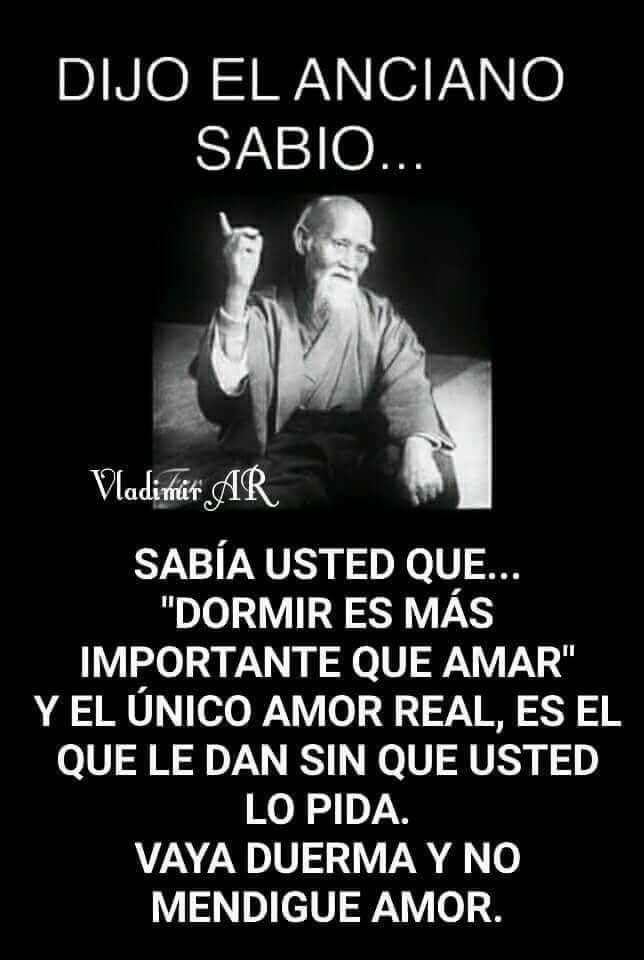 DIJO EL ANCIANO
SABIO...
Vladimir AR
SABÍA USTED QUE...
"DORMIR ES MÁS
IMPORTANTE QUE AMAR"
Y EL ÚNICO AMOR REAL, ES EL
QUE LE DAN SIN QUE USTED
LO PIDA.
VAYA DUERMA Y NO
MENDIGUE AMOR.